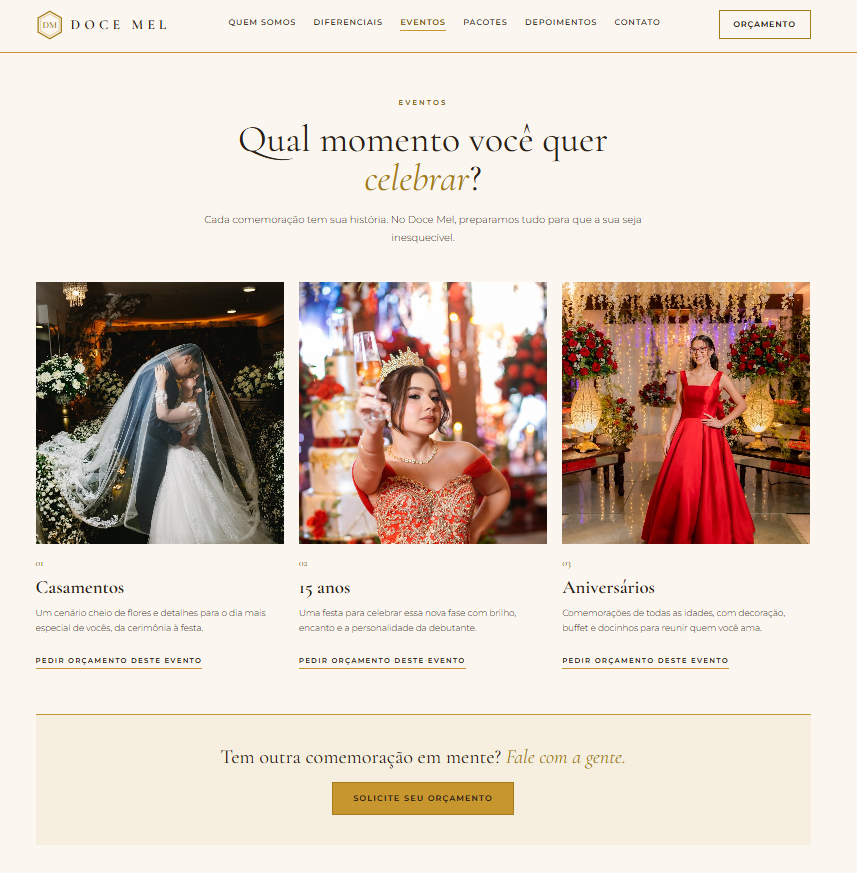 DM DOCE MEL
QUEM SOMOS DIFERENCIAIS EVENTOS PACOTES DEPOIMENTOS CONTATO
ORÇAMENTO
EVENTOS
Qual momento você quer
celebrar?
Cada comemoração tem sua história. No Doce Mel, preparamos tudo para que a sua seja
inesquecível.
01
Casamentos
Um cenário cheio de flores e detalhes para o dia mais
especial de vocês, da cerimônia à festa.
PEDIR ORÇAMENTO DESTE EVENTO
02
15 anos
Uma festa para celebrar essa nova fase com brilho,
encanto e a personalidade da debutante.
PEDIR ORÇAMENTO DESTE EVENTO
03
Aniversários
Comemorações de todas as idades, com decoração,
buffet e docinhos para reunir quem você ama.
PEDIR ORÇAMENTO DESTE EVENTO
Tem outra comemoração em mente? Fale com a gente.
SOLICITE SEU ORÇAMENTO